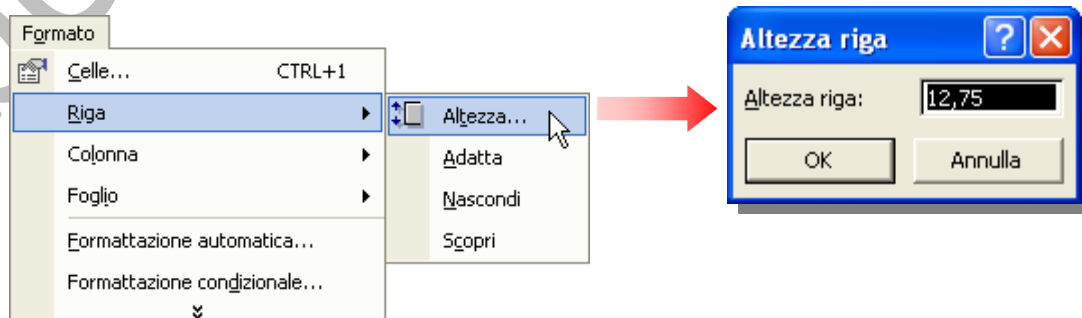 Formato
Celle... CTRL+1
Riga
Colonna
Foglio
Formattazione automatica...
Formattazione condizionale...
Altezza...
Adatta
Nascondi
Scopri
Altezza riga
Altezza riga: 12,75
OK Annulla